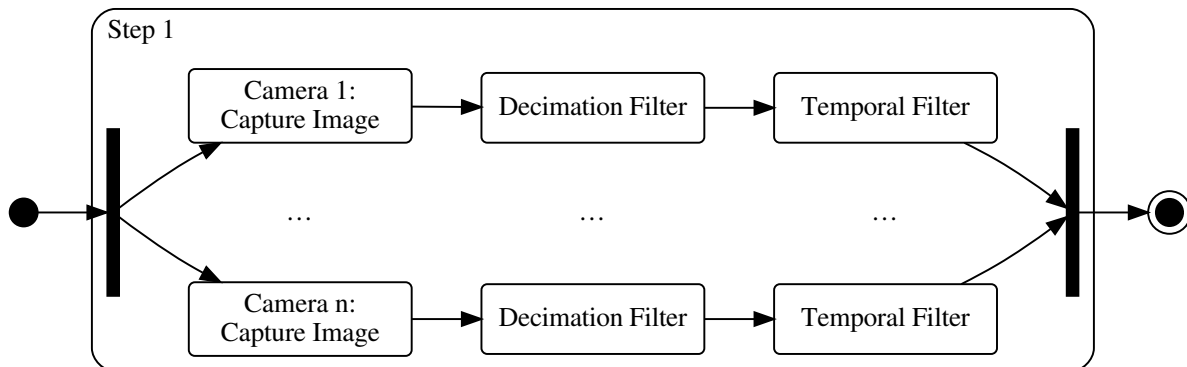 Step 1
Camera 1:
Capture Image
Decimation Filter
Temporal Filter
...
...
...
Camera n:
Capture Image
Decimation Filter
Temporal Filter